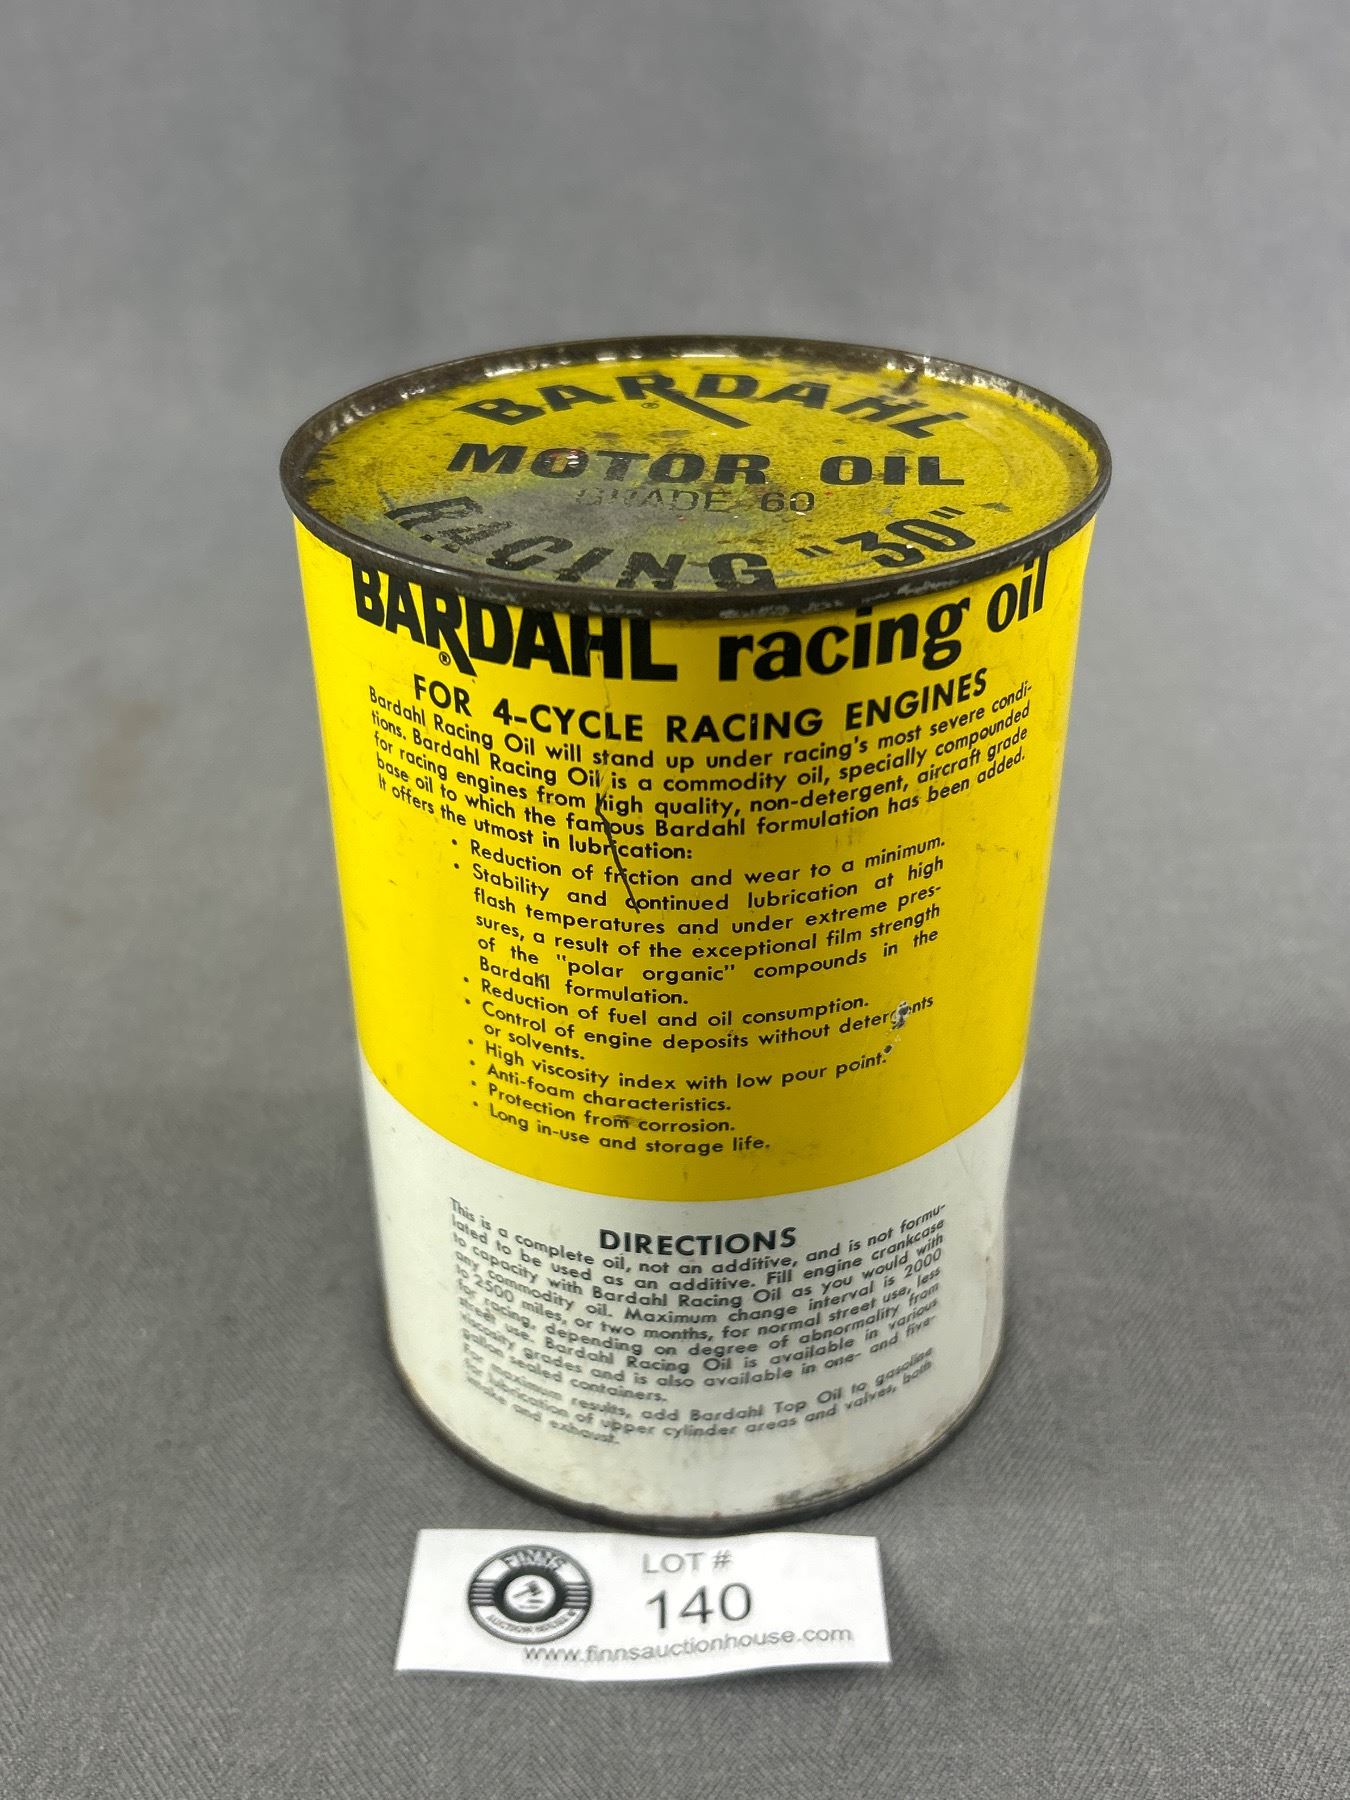 BARDAHL
®
MOTOR OIL
GRADE 60
RACING "30"
BARDAHL racing oil
®
FOR 4-CYCLE RACING ENGINES
Bardahl Racing Oil will stand up under racing's most severe condi-
tions. Bardahl Racing Oil is a commodity oil, specially compounded
for racing engines from high quality, non-detergent, aircraft grade
base oil to which the famous Bardahl formulation has been added.
It offers the utmost in lubrication:
• Reduction of friction and wear to a minimum.
• Stability and continued lubrication at high
flash temperatures and under extreme pres-
sures, a result of the exceptional film strength
of the "polar organic" compounds in the
Bardahl formulation.
• Reduction of fuel and oil consumption.
• Control of engine deposits without detergents
or solvents.
• High viscosity index with low pour point.
• Anti-foam characteristics.
• Protection from corrosion.
• Long in-use and storage life.
DIRECTIONS
This is a complete oil, not an additive, and is not formu-
lated to be used as an additive. Fill engine crankcase
to capacity with Bardahl Racing Oil as you would with
any commodity oil. Maximum change interval is 2000
to 2500 miles, or two months, for normal street use, less
for racing, depending on degree of abnormality from
street use. Bardahl Racing Oil is available in various
viscosity grades and is also available in one- and five-
gallon sealed containers.
For maximum results, add Bardahl Top Oil to gasoline
for lubrication of upper cylinder areas and valves, both
intake and exhaust.
FINNS
AUCTION HOUSE
LOT #
140
www.finnsauctionhouse.com